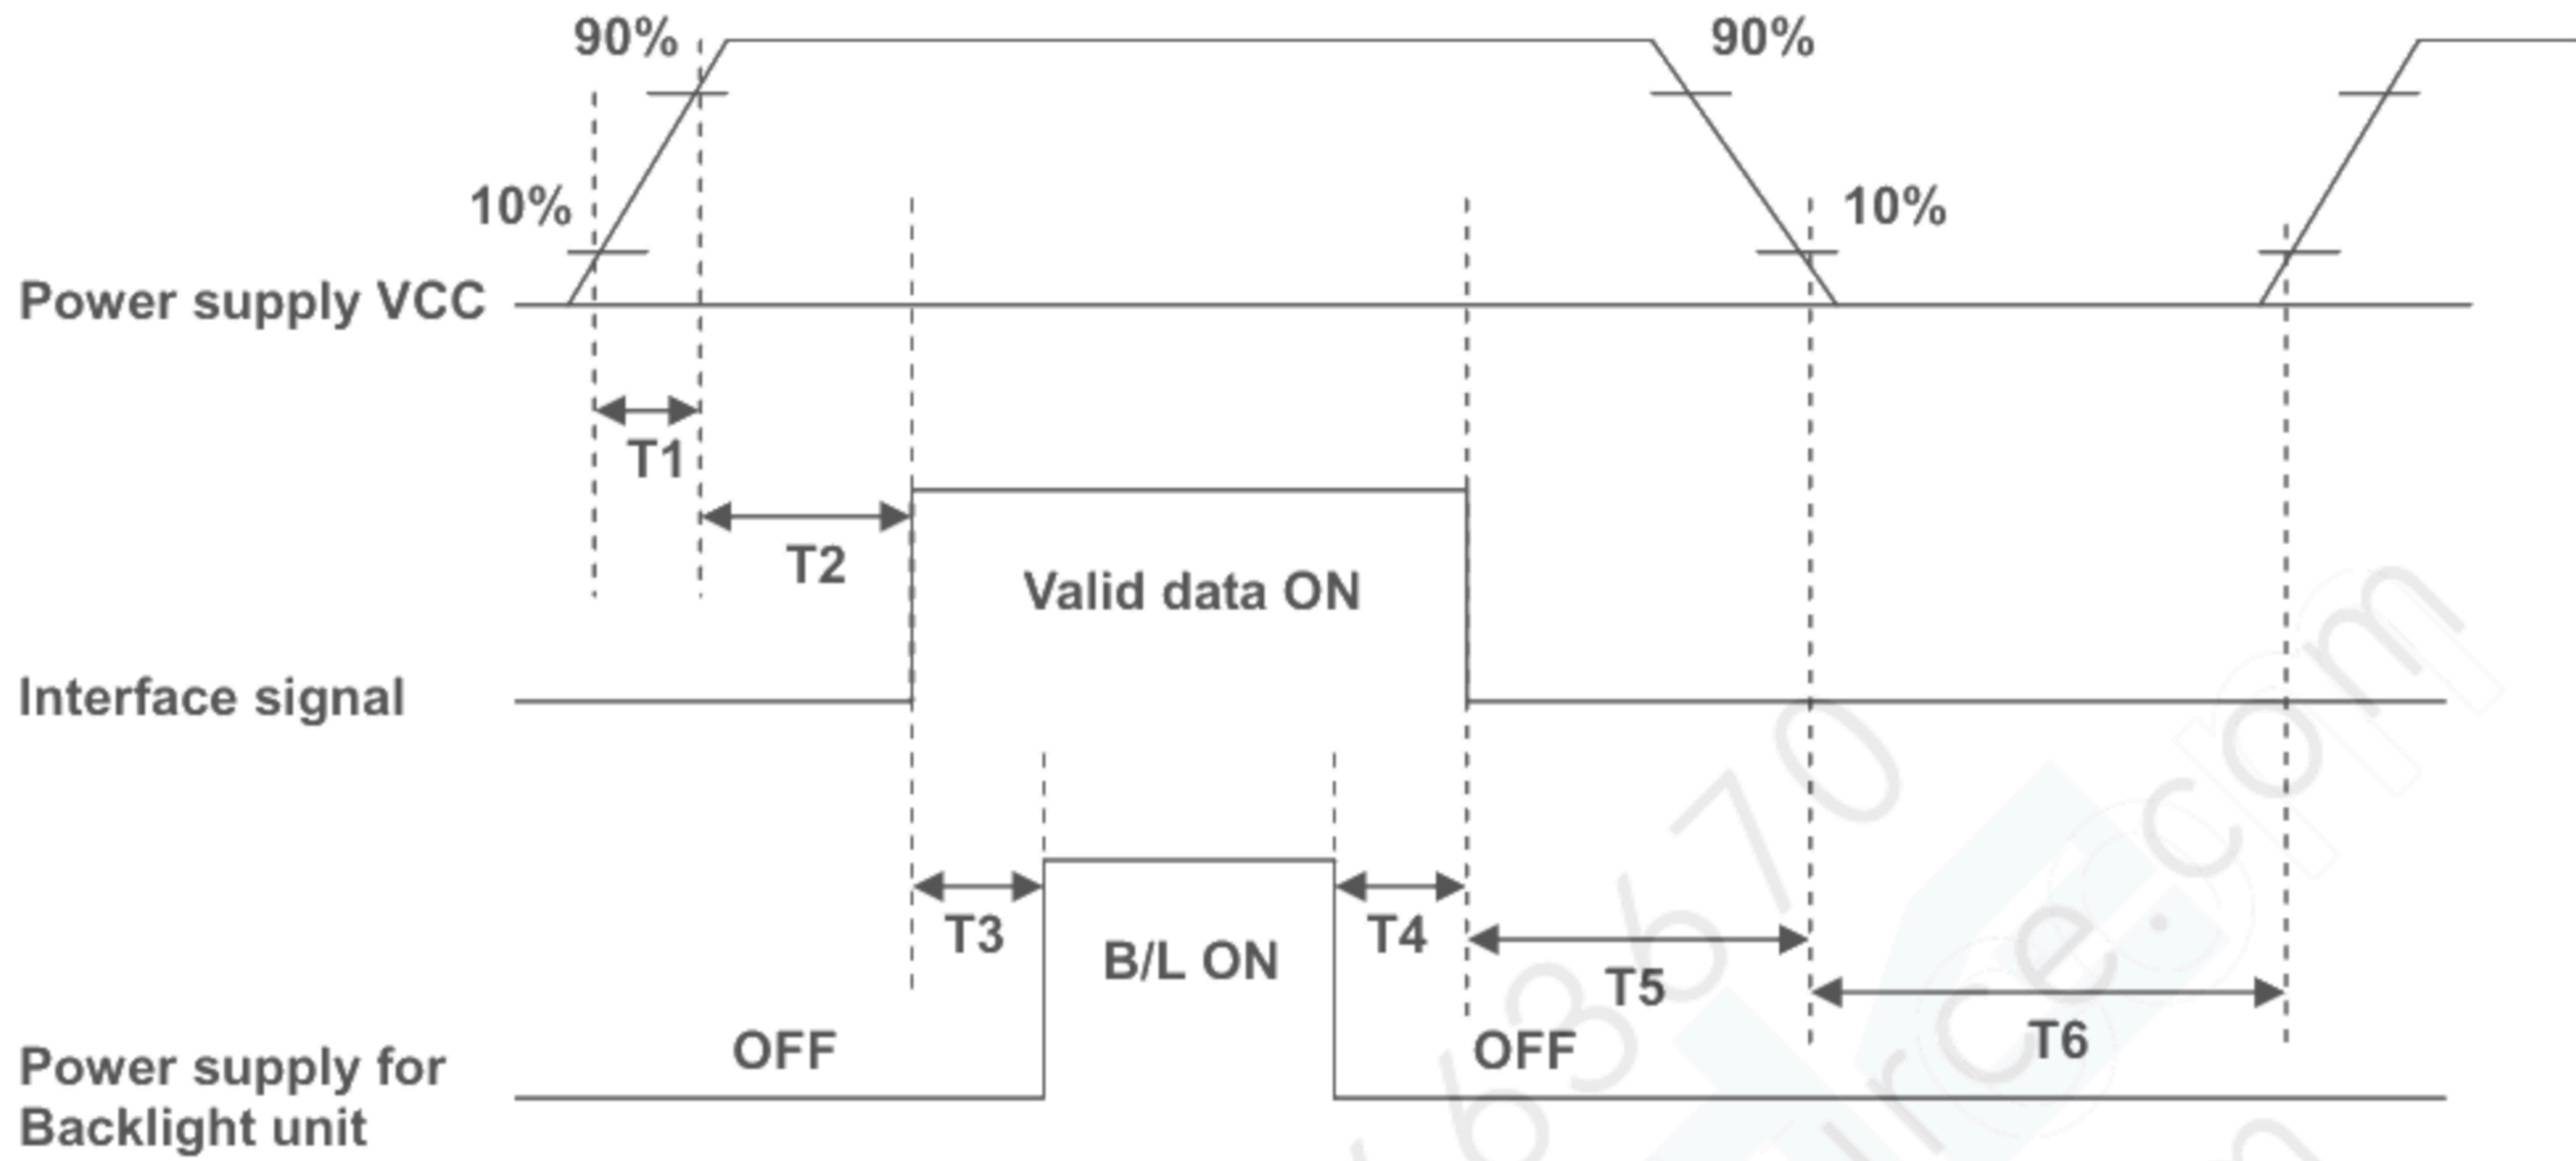 90%
90%
10%
10%
Power supply VCC
T1
T2
Valid data ON
Interface signal
T3
B/L ON
T4
T5
T6
OFF
OFF
Power supply for
Backlight unit